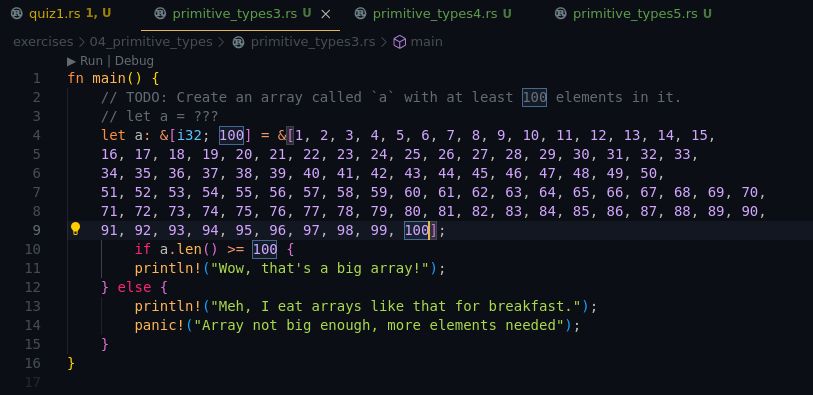 quiz1.rs 1, U primitive_types3.rs U × primitive_types4.rs U primitive_types5.rs U
exercises > 04_primitive_types > primitive_types3.rs > main
▶ Run | Debug
1 fn main() {
2 // TODO: Create an array called `a` with at least 100 elements in it.
3 // let a = ???
4 let a: &[i32; 100] = &[1, 2, 3, 4, 5, 6, 7, 8, 9, 10, 11, 12, 13, 14, 15,
5 16, 17, 18, 19, 20, 21, 22, 23, 24, 25, 26, 27, 28, 29, 30, 31, 32, 33,
6 34, 35, 36, 37, 38, 39, 40, 41, 42, 43, 44, 45, 46, 47, 48, 49, 50,
7 51, 52, 53, 54, 55, 56, 57, 58, 59, 60, 61, 62, 63, 64, 65, 66, 67, 68, 69, 70,
8 71, 72, 73, 74, 75, 76, 77, 78, 79, 80, 81, 82, 83, 84, 85, 86, 87, 88, 89, 90,
9 91, 92, 93, 94, 95, 96, 97, 98, 99, 100];
10 if a.len() >= 100 {
11 println!("Wow, that's a big array!");
12 } else {
13 println!("Meh, I eat arrays like that for breakfast.");
14 panic!("Array not big enough, more elements needed");
15 }
16 }
17